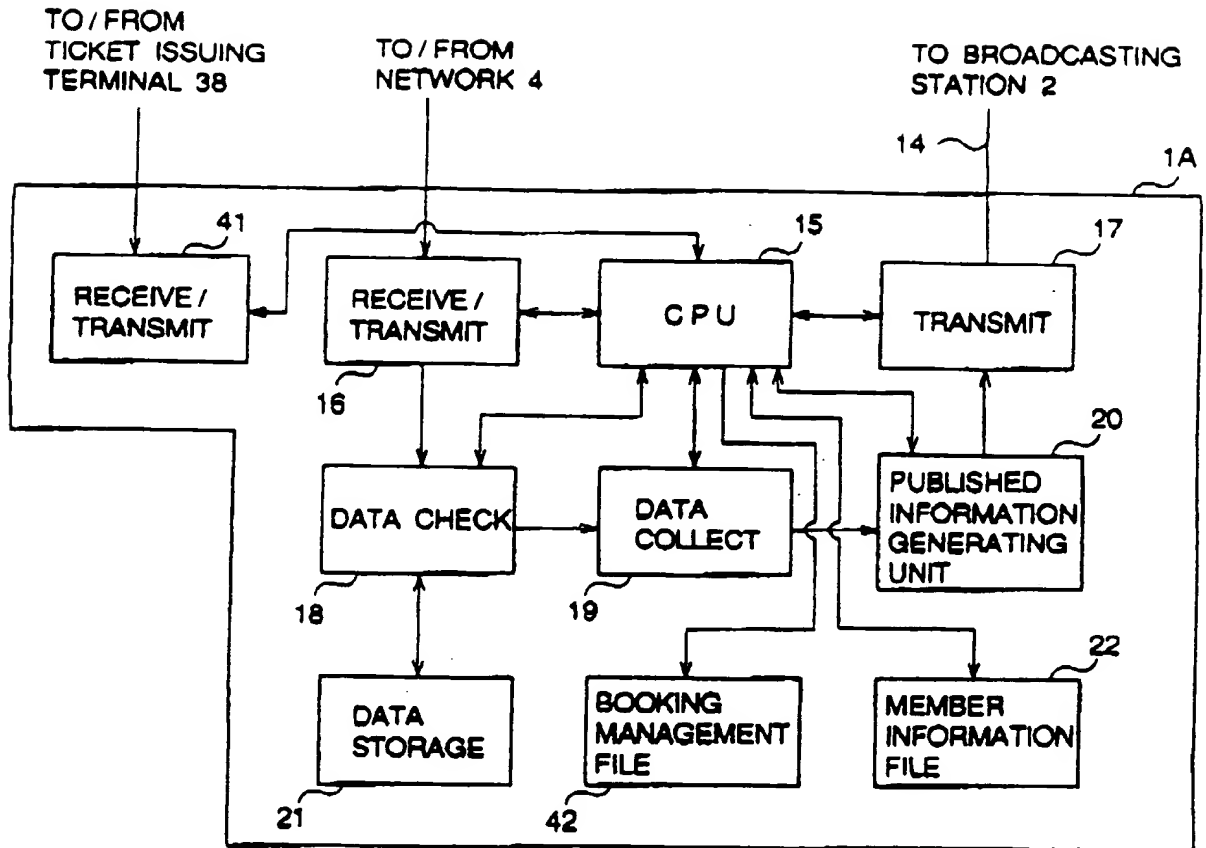 TO/FROM
TICKET ISSUING
TERMINAL 38
TO/FROM
NETWORK 4
TO BROADCASTING
STATION 2
14
1A
41
RECEIVE/
TRANSMIT
RECEIVE/
TRANSMIT
16
15
CPU
17
TRANSMIT
DATA CHECK
18
DATA
COLLECT
19
20
PUBLISHED
INFORMATION
GENERATING
UNIT
DATA
STORAGE
21
BOOKING
MANAGEMENT
FILE
42
22
MEMBER
INFORMATION
FILE